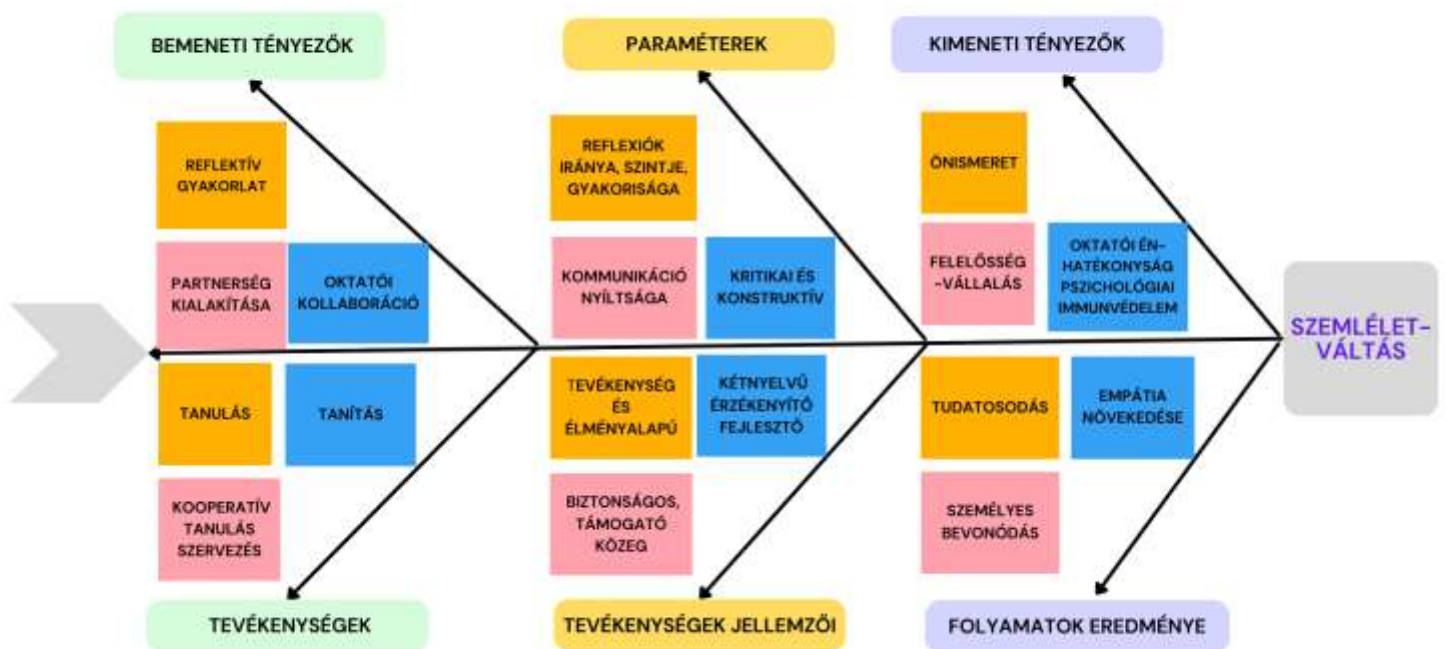 BEMENETI TÉNYEZŐK
PARAMÉTEREK
KIMENETI TÉNYEZŐK
REFLEKTÍV
GYAKORLAT
REFLEXIÓK
IRÁNYA, SZINTJE,
GYAKORISÁGA
ÖNISMERET
PARTNERSÉG
KIALAKÍTÁSA
OKTATÓI
KOLLABORÁCIÓ
KOMMUNIKÁCIÓ
NYÍLTSÁGA
KRITIKAI ÉS
KONSTRUKTÍV
FELELŐSSÉG
-VÁLLALÁS
OKTATÓI ÉN-
HATÉKONYSÁG
PSZICHOLÓGIAI
IMMUNVÉDELEM
SZEMLÉLET-
VÁLTÁS
TANULÁS
TANÍTÁS
TEVÉKENYSÉG
ÉS
ÉLMÉNYALAPÚ
KÉTNYELVŰ
ÉRZÉKENYÍTŐ
FEJLESZTŐ
TUDATOSODÁS
EMPÁTIA
NÖVEKEDÉSE
KOOPERATÍV
TANULÁS
SZERVEZÉS
BIZTONSÁGOS,
TÁMOGATÓ
KÖZEG
SZEMÉLYES
BEVONÓDÁS
TEVÉKENYSÉGEK
TEVÉKENYSÉGEK JELLEMZŐI
FOLYAMATOK EREDMÉNYE